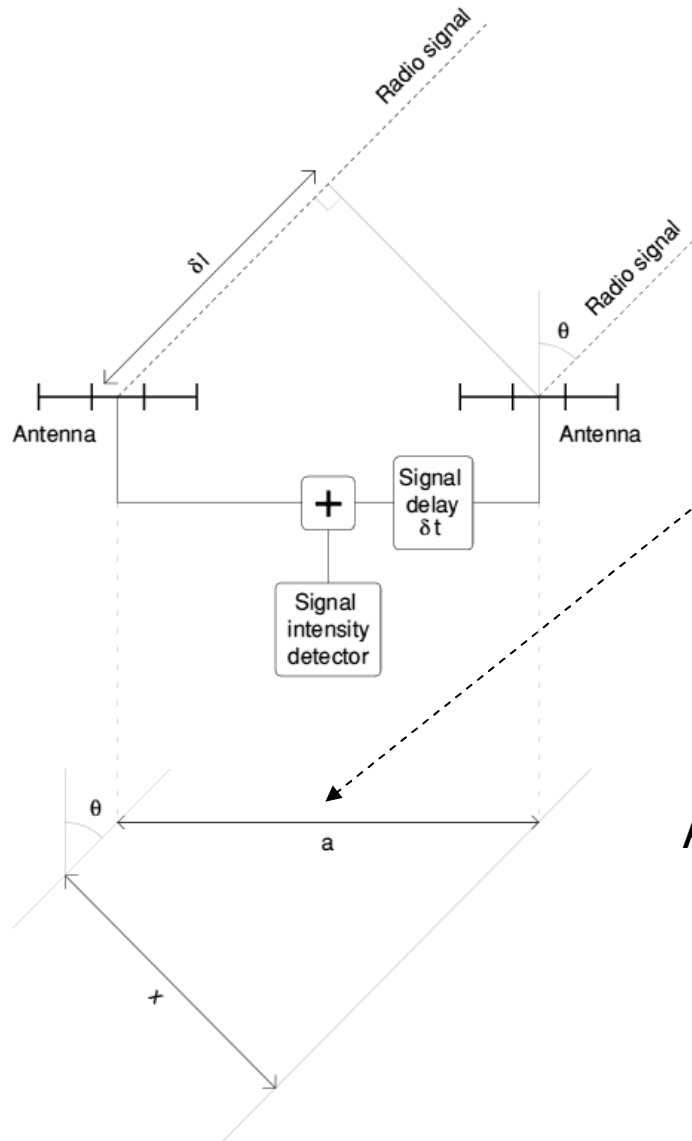 Radio signal
δl
Radio signal
θ
Antenna
Antenna
Signal
delay
δt
+
Signal
intensity
detector
θ
a
A
x